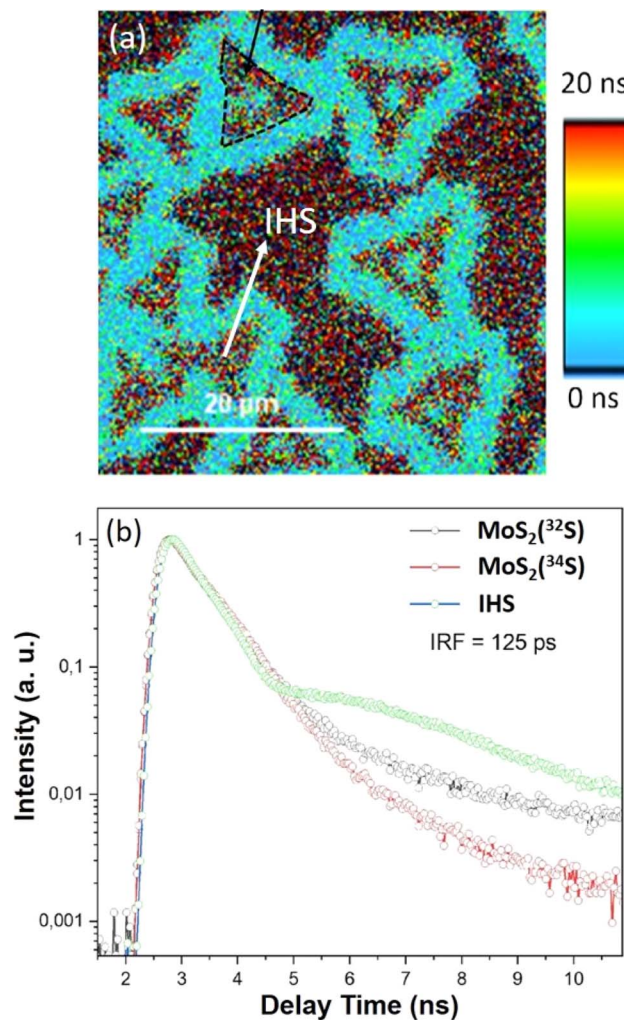 (a)
20 ns
IHS
20 µm
0 ns
(b)
MoS₂(³²S)
MoS₂(³⁴S)
IHS
IRF = 125 ps
1
0,1
0,01
0,001
Intensity (a. u.)
2 3 4 5 6 7 8 9 10
Delay Time (ns)